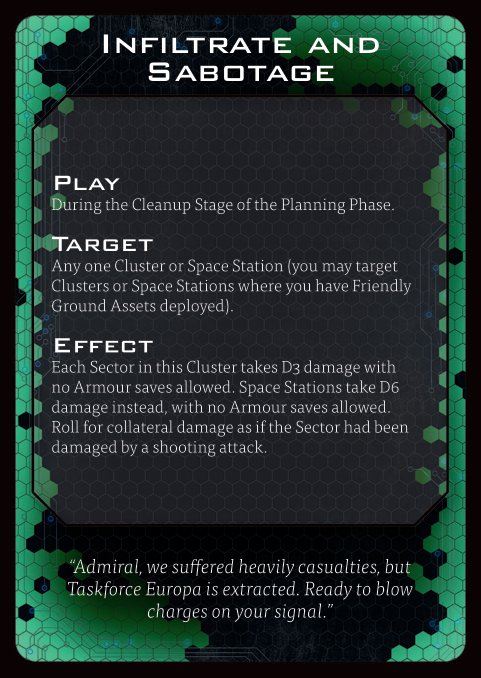 Infiltrate and
Sabotage
Play
During the Cleanup Stage of the Planning Phase.
Target
Any one Cluster or Space Station (you may target
Clusters or Space Stations where you have Friendly
Ground Assets deployed).
Effect
Each Sector in this Cluster takes D3 damage with
no Armour saves allowed. Space Stations take D6
damage instead, with no Armour saves allowed.
Roll for collateral damage as if the Sector had been
damaged by a shooting attack.
“Admiral, we suffered heavily casualties, but
Taskforce Europa is extracted. Ready to blow
charges on your signal.”